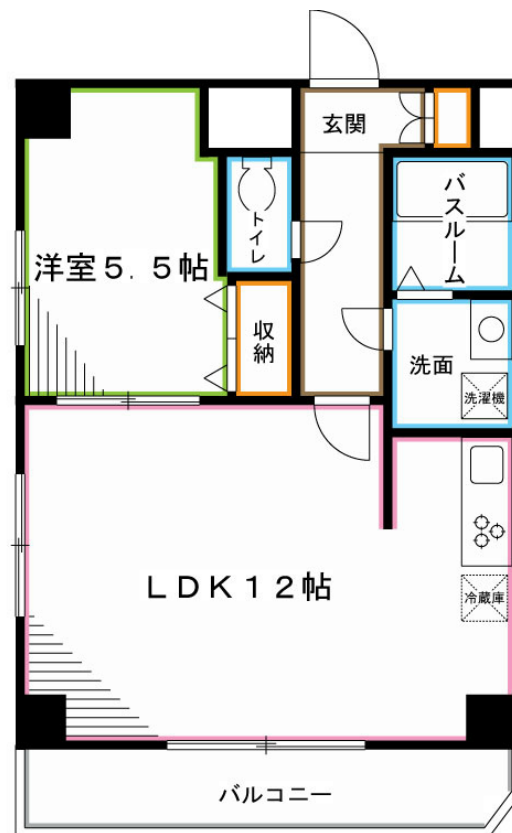 玄関
バスルーム
トイレ
洋室5.5帖
収納
洗面
洗濯機
LDK12帖
冷蔵庫
バルコニー